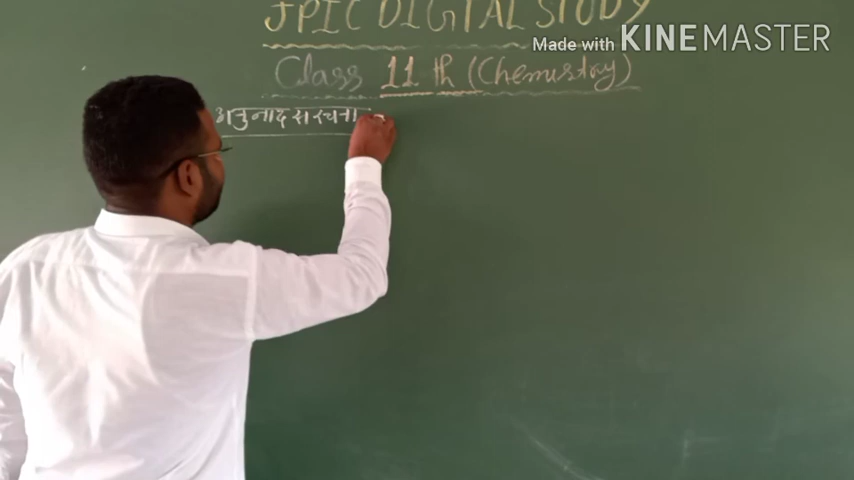 JPIC DIGITAL STUDY
Made with KINEMASTER
Class 11 th (Chemistry)
अनुनाद संरचना